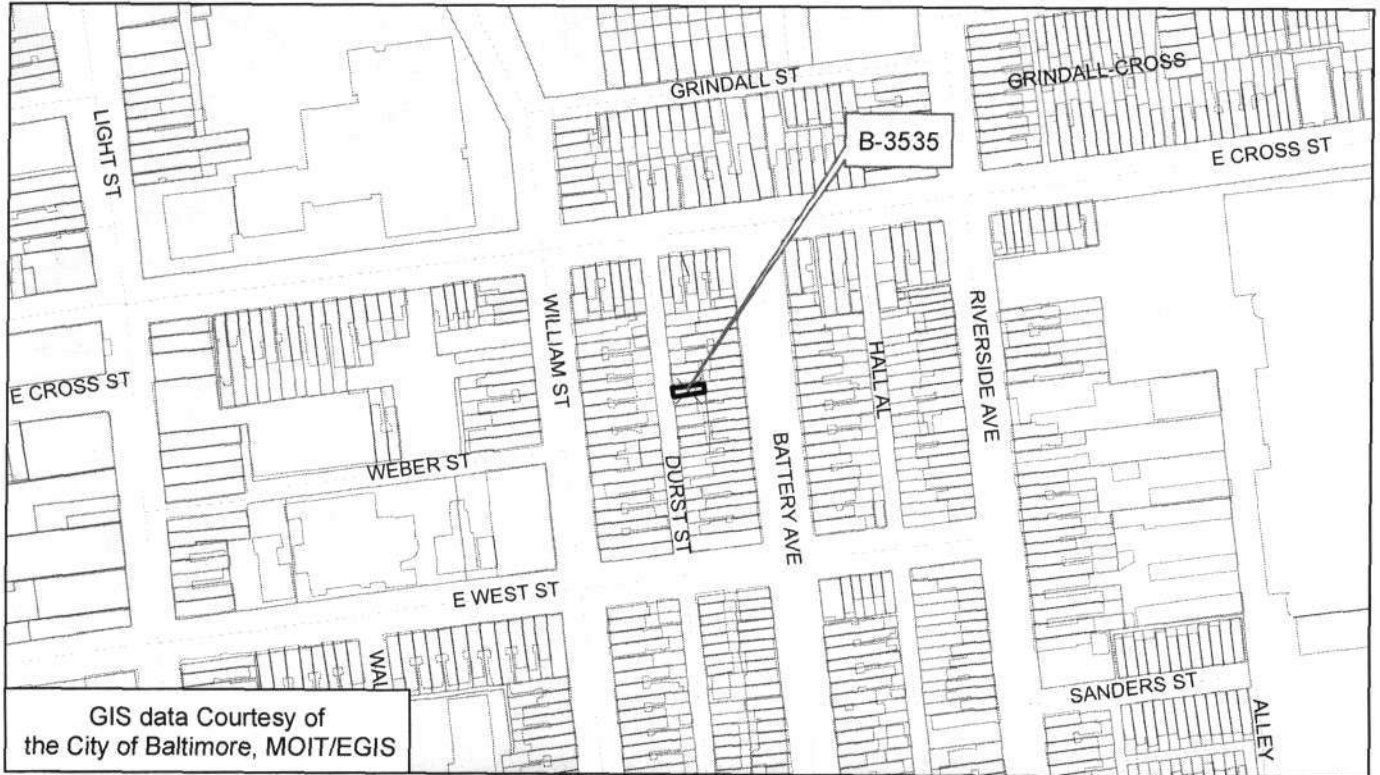 GRINDALL ST
GRINDALL-CROSS
LIGHT ST
B-3535
E CROSS ST
WILLIAM ST
RIVERSIDE AVE
HALL AL
E CROSS ST
WEBER ST
DURST ST
BATTERY AVE
E WEST ST
SANDERS ST
ALLEY
GIS data Courtesy of
the City of Baltimore, MOIT/EGIS